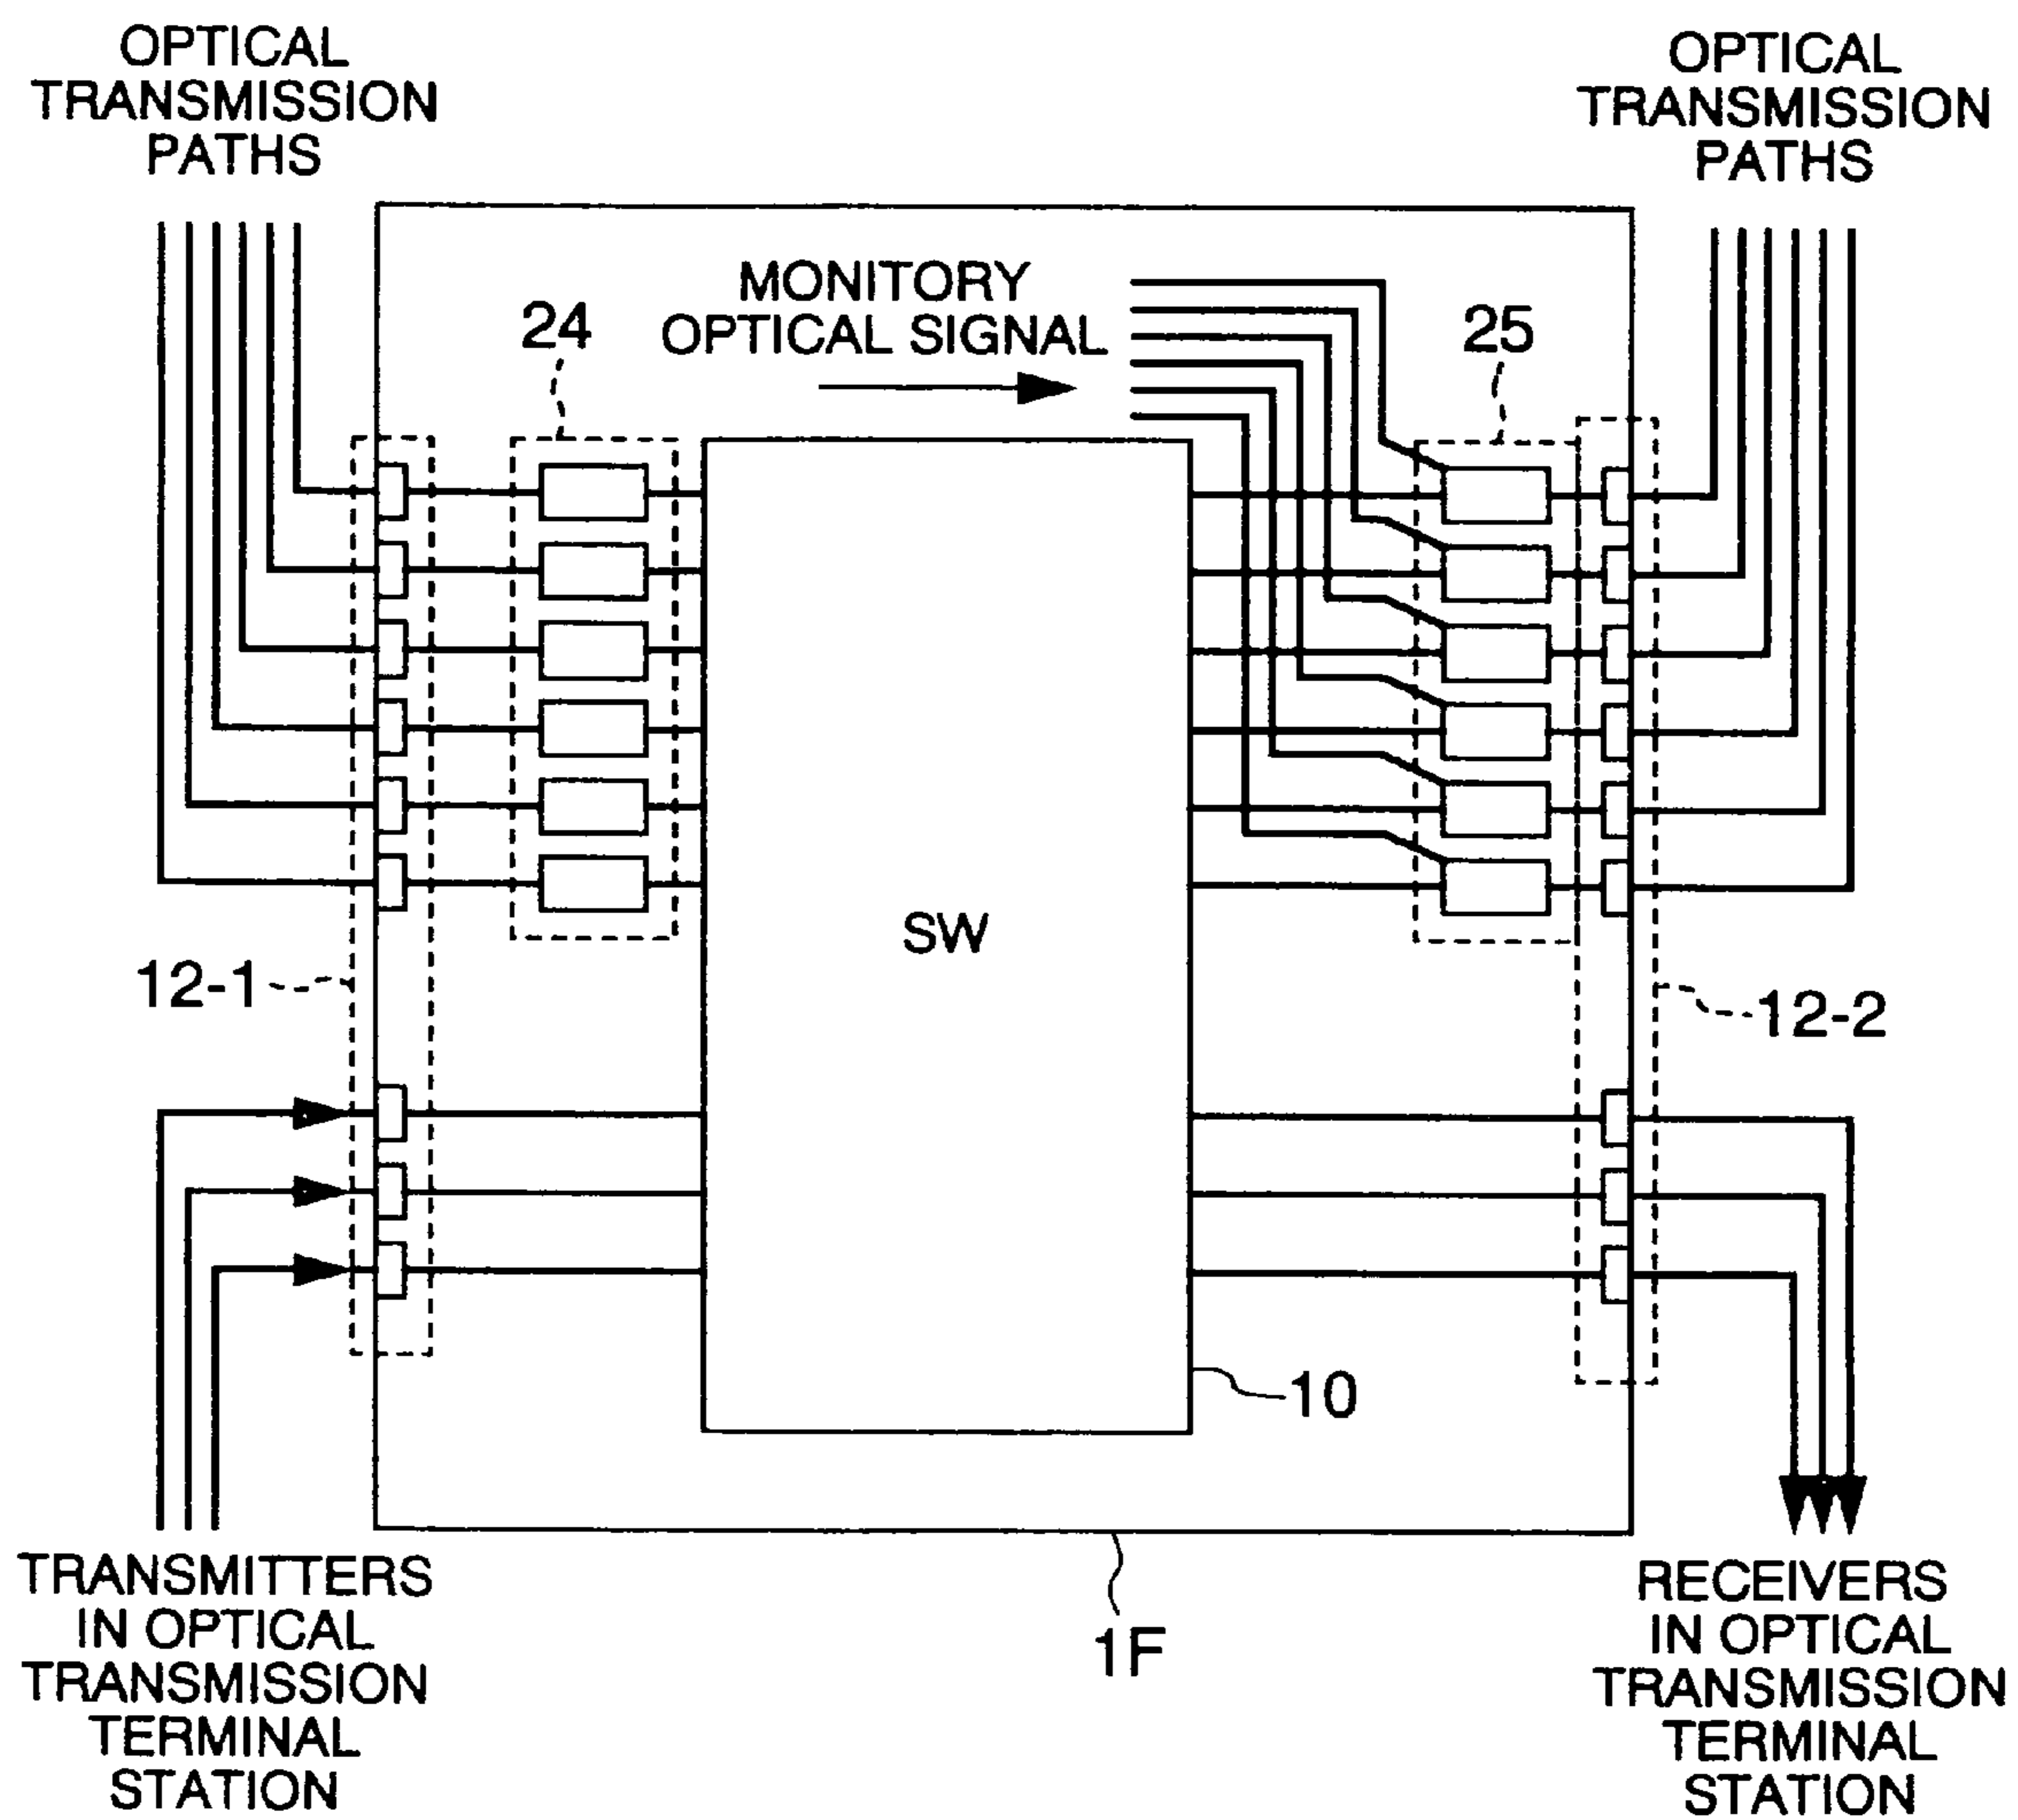 OPTICAL
TRANSMISSION
PATHS
OPTICAL
TRANSMISSION
PATHS
MONITORY
OPTICAL SIGNAL
24
25
SW
12-1
12-2
10
1F
TRANSMITTERS
IN OPTICAL
TRANSMISSION
TERMINAL
STATION
RECEIVERS
IN OPTICAL
TRANSMISSION
TERMINAL
STATION